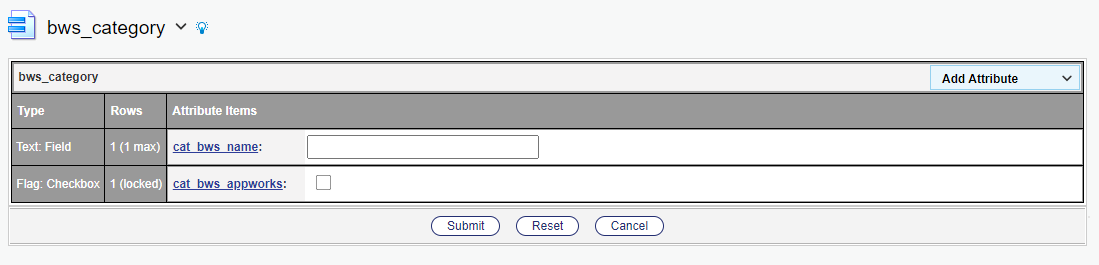 bws_category
bws_category Add Attribute
Type Rows Attribute Items
Text: Field 1 (1 max) cat_bws_name:
Flag: Checkbox 1 (locked) cat_bws_appworks:
Submit Reset Cancel